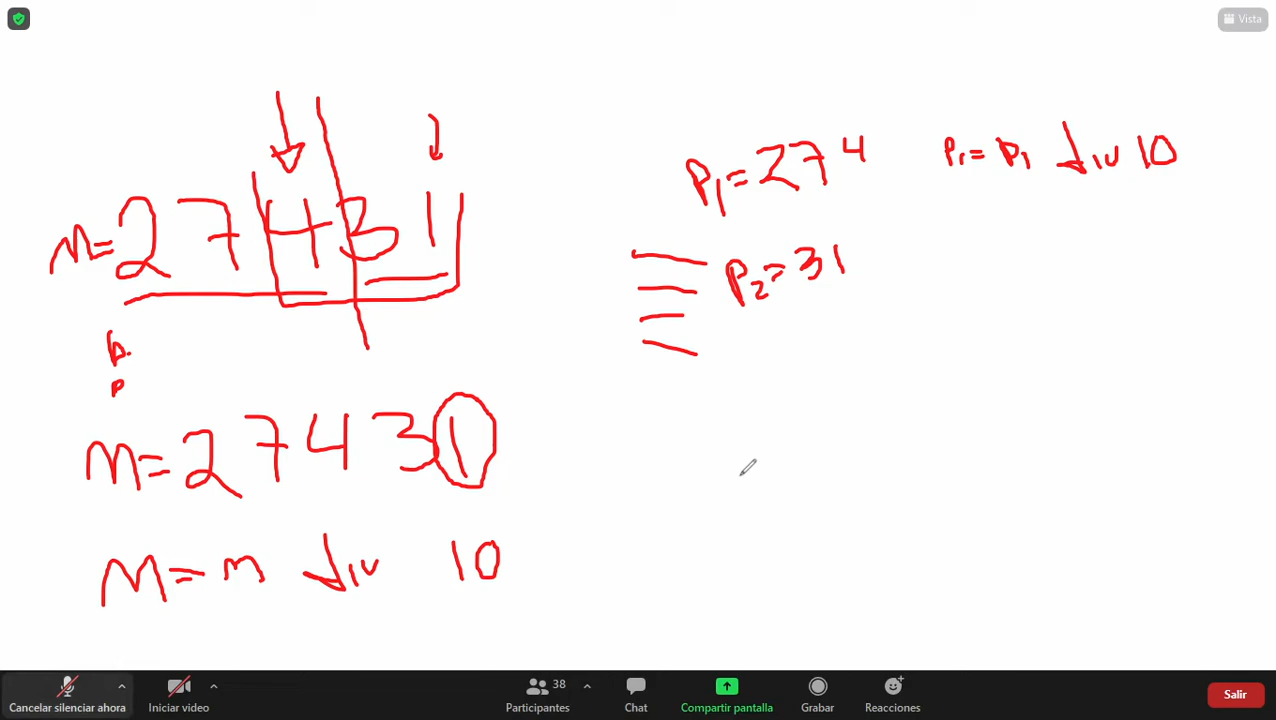 Vista
P1=274
P1= P1 div 10
m=27431
P2=31
m=27431
m=m div 10
Cancelar silenciar ahora
Iniciar video
38
Participantes
Chat
Compartir pantalla
Grabar
Reacciones
Salir